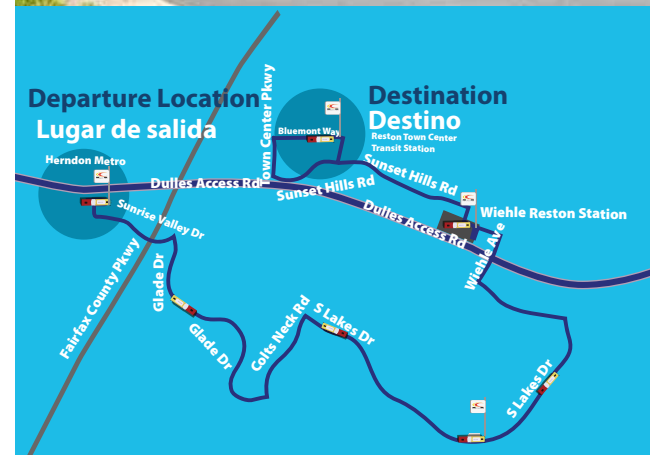 Departure Location
Lugar de salida
Herndon Metro
Destination
Destino
Reston Town Center
Transit Station
Town Center Pkwy
Bluemont Way
Sunset Hills Rd
Sunset Hills Rd
Dulles Access Rd
Dulles Access Rd
Wiehle Reston Station
Wiehle Ave
Sunrise Valley Dr
Fairfax County Pkwy
Glade Dr
Glade Dr
Colts Neck Rd
S Lakes Dr
S Lakes Dr